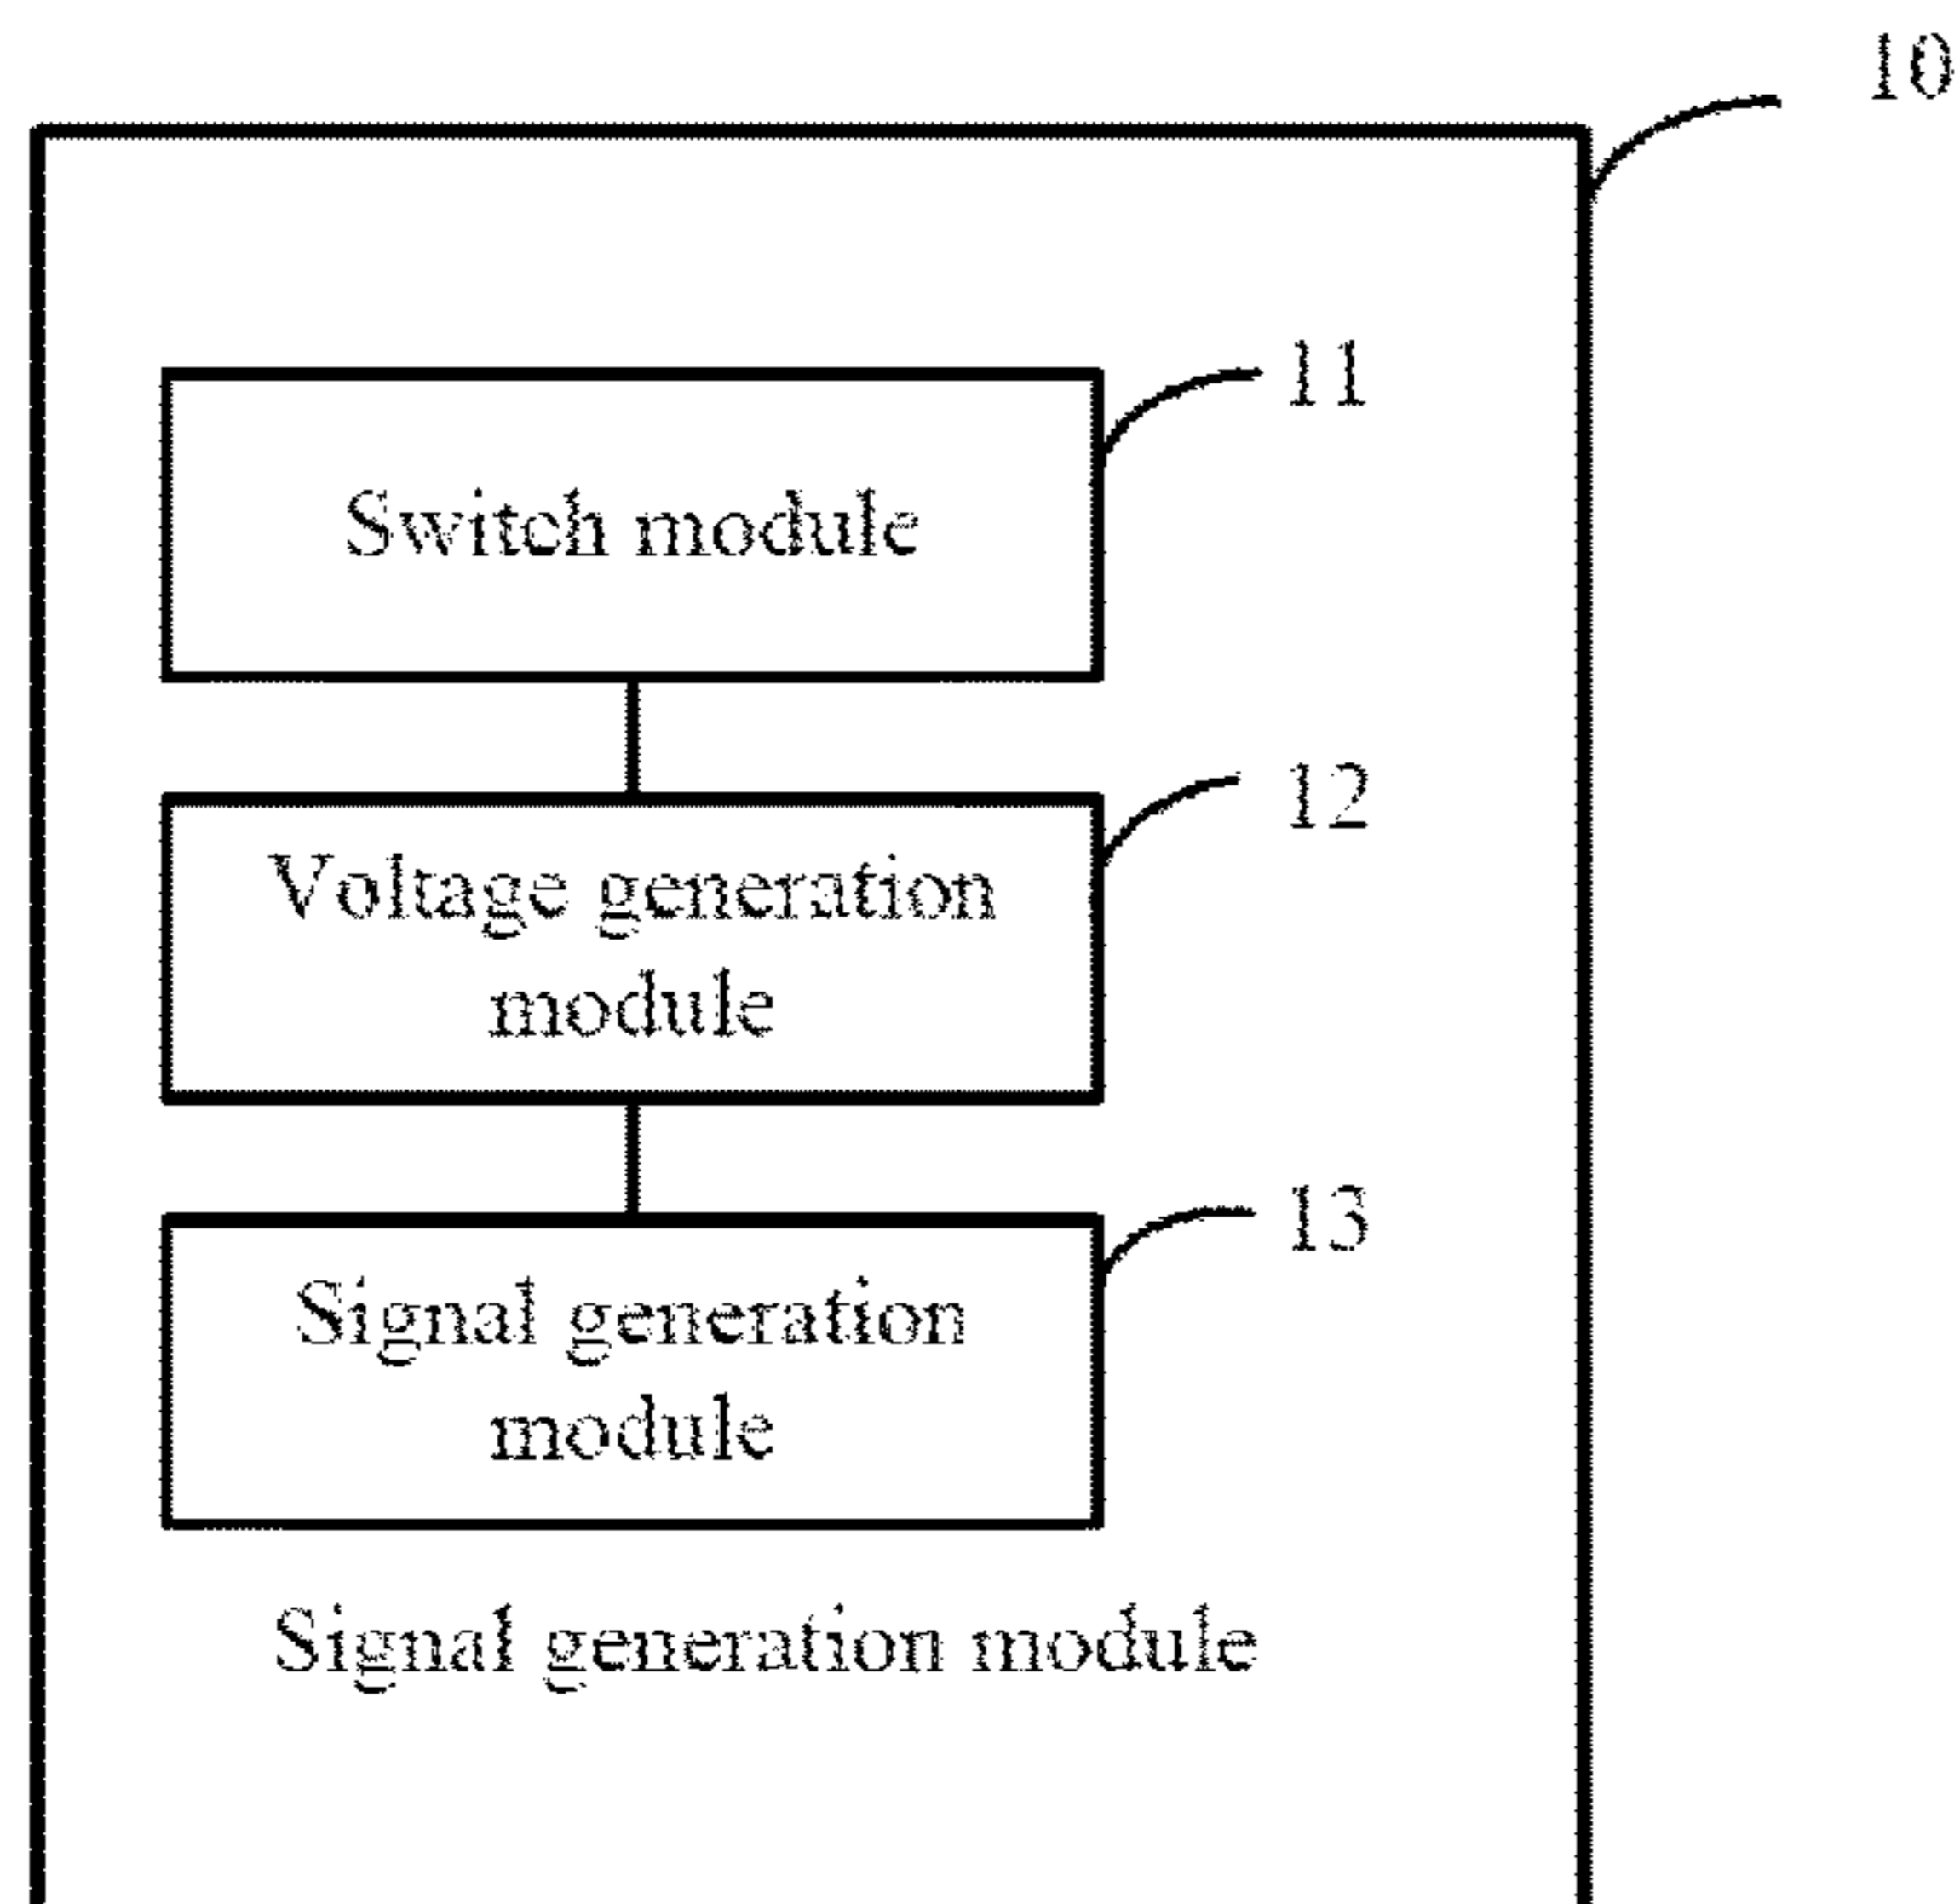 10
11
Switch module
12
Voltage generation
module
13
Signal generation
module
Signal generation module